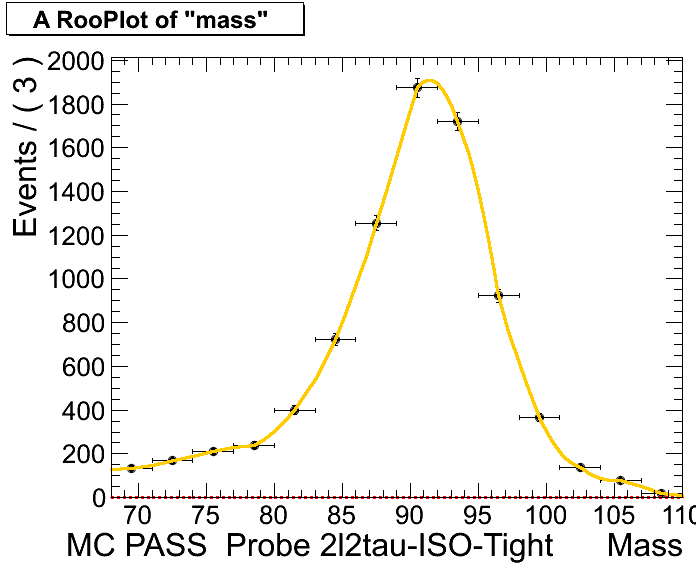 A RooPlot of "mass"
Events / ( 3 )
2000
1800
1600
1400
1200
1000
800
600
400
200
0
70 75 80 85 90 95 100 105 110
MC PASS Probe 2l2tau-ISO-Tight Mass